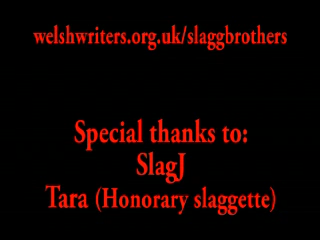 welshwriters.org.uk/slaggbrothers
Special thanks to:
SlagJ
Tara (Honorary slaggette)